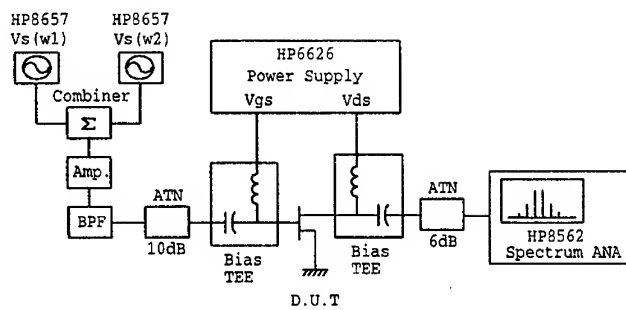 HP8657
Vs(w1)
HP8657
Vs(w2)
Combiner
Σ
Amp.
BPF
ATN
10dB
HP6626
Power Supply
Vgs
Vds
Bias
TEE
D.U.T
Bias
TEE
ATN
6dB
HP8562
Spectrum ANA